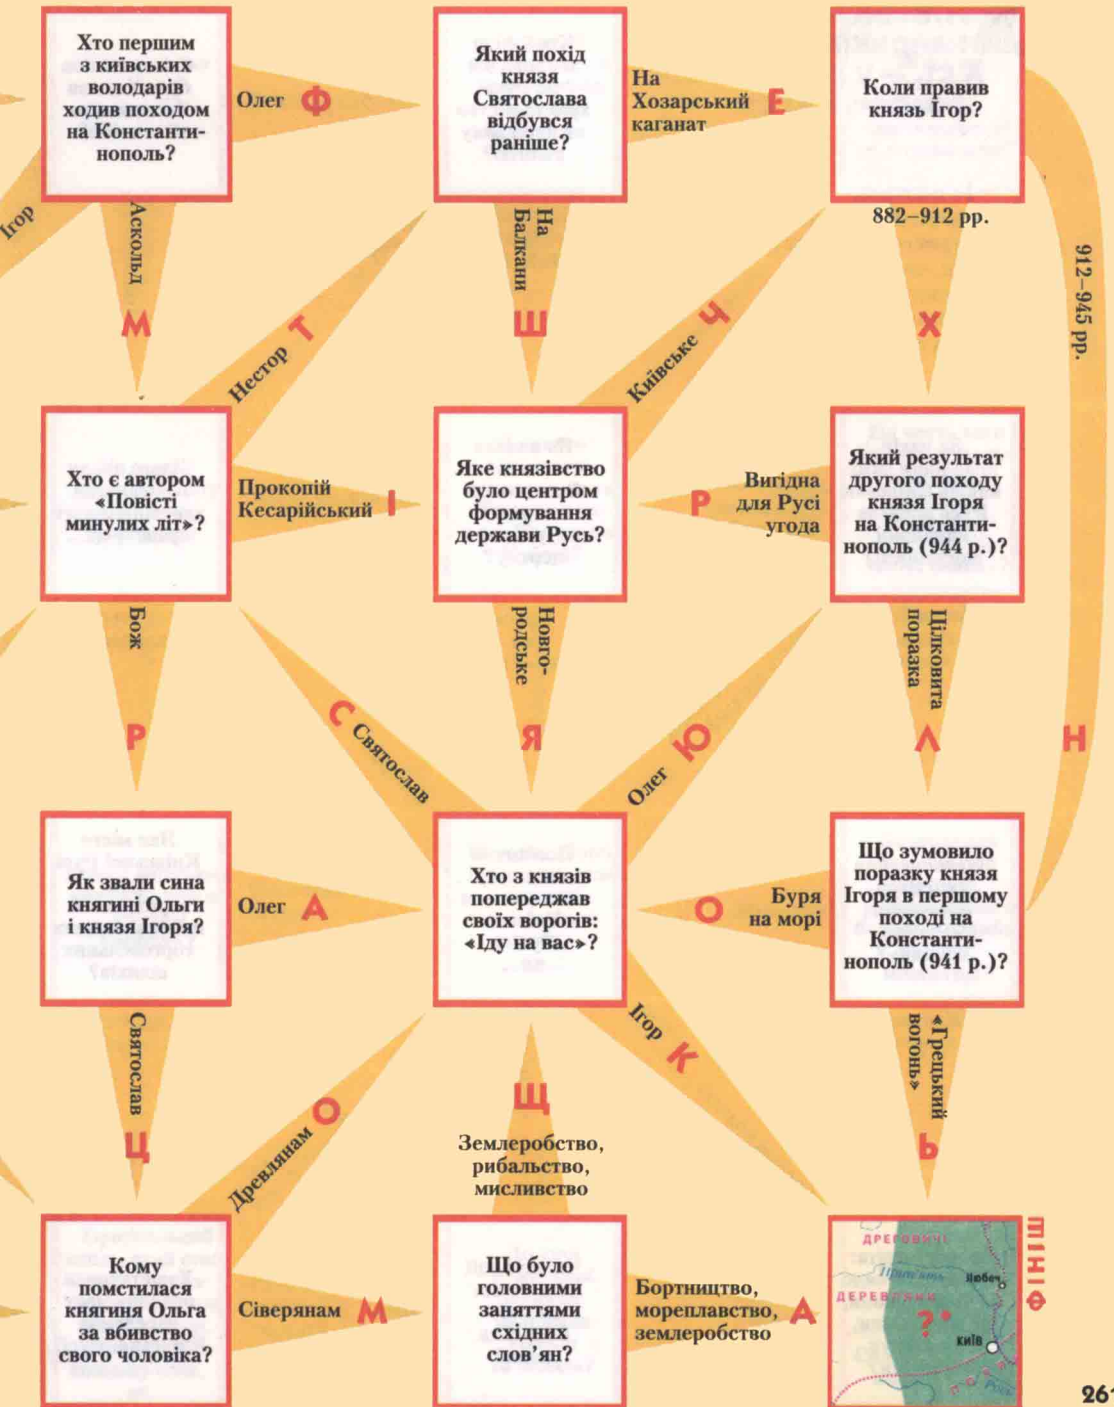 Хто першим
з київських
володарів
ходив походом
на Константи-
нополь?
Олег
Ф
Який похід
князя
Святослава
відбувся
раніше?
На
Хозарський
каганат
Е
Коли правив
князь Ігор?
Ігор
Аскольд
М
Нестор
Т
На
Балкани
Ш
Київське
Ч
882–912 рр.
Х
912–945 рр.
Н
Хто є автором
«Повісті
минулих літ»?
Прокопій
Кесарійський
І
Яке князівство
було центром
формування
держави Русь?
Р
Вигідна
для Русі
угода
Який результат
другого походу
князя Ігоря
на Константи-
нополь (944 р.)?
Бож
Р
С
Святослав
Новго-
родське
Я
Олег
Ю
Цілковита
поразка
Л
Як звали сина
княгині Ольги
і князя Ігоря?
Олег
А
Хто з князів
попереджав
своїх ворогів:
«Іду на вас»?
О
Буря
на морі
Що зумовило
поразку князя
Ігоря в першому
поході на
Константи-
нополь (941 р.)?
Святослав
Ц
Древлянам
О
Щ
Землеробство,
рибальство,
мисливство
Ігор
К
«Грецький
вогонь»
Ь
Кому
помстилася
княгиня Ольга
за вбивство
свого чоловіка?
Сіверянам
М
Що було
головними
заняттями
східних
слов’ян?
Бортництво,
мореплавство,
землеробство
А
ДРЕГОВИЧІ
Прип'ять
Любеч
ДЕРЕВЛЯНИ
?
КИЇВ
Рось
ФІНІШ
261